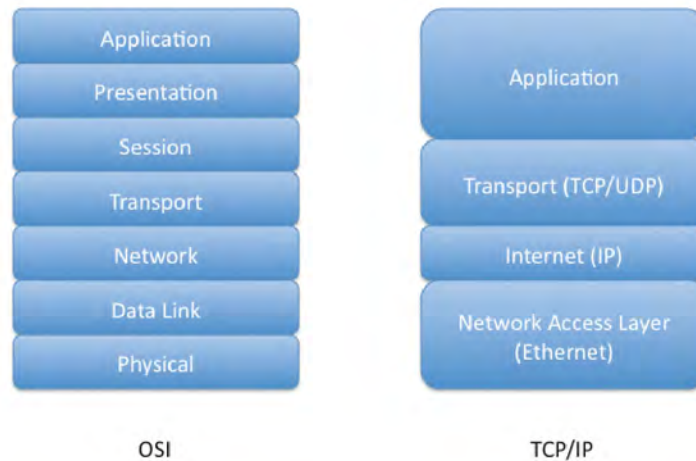 Application
Presentation
Session
Transport
Network
Data Link
Physical
OSI
Application
Transport (TCP/UDP)
Internet (IP)
Network Access Layer
(Ethernet)
TCP/IP